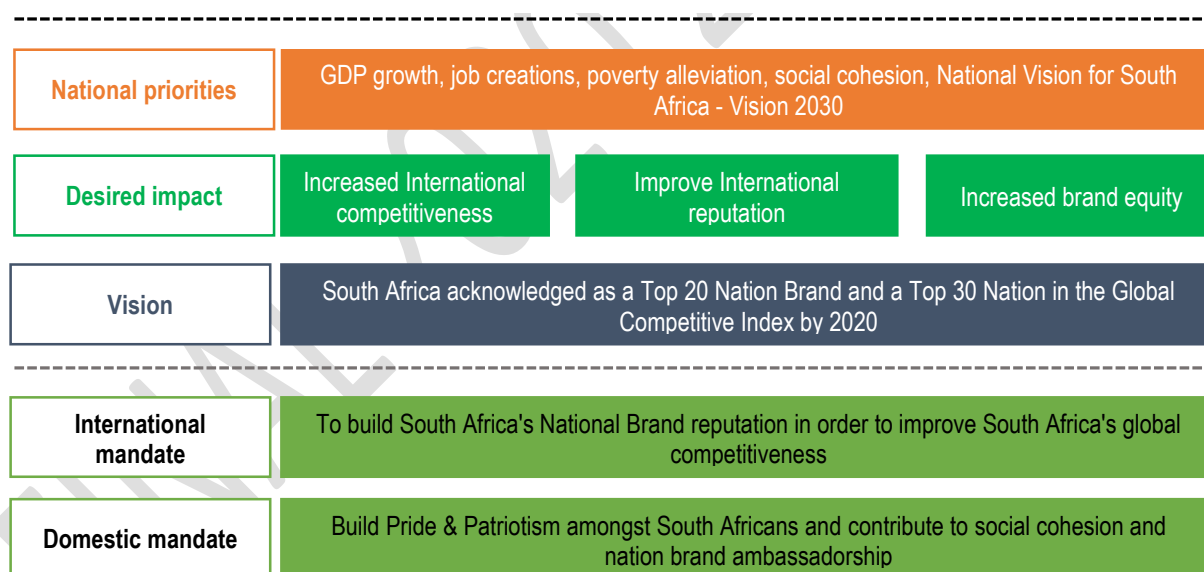 National priorities
GDP growth, job creations, poverty alleviation, social cohesion, National Vision for South
Africa - Vision 2030
Desired impact
Increased International
competitiveness
Improve International
reputation
Increased brand equity
Vision
South Africa acknowledged as a Top 20 Nation Brand and a Top 30 Nation in the Global
Competitive Index by 2020
International
mandate
To build South Africa's National Brand reputation in order to improve South Africa's global
competitiveness
Domestic mandate
Build Pride & Patriotism amongst South Africans and contribute to social cohesion and
nation brand ambassadorship